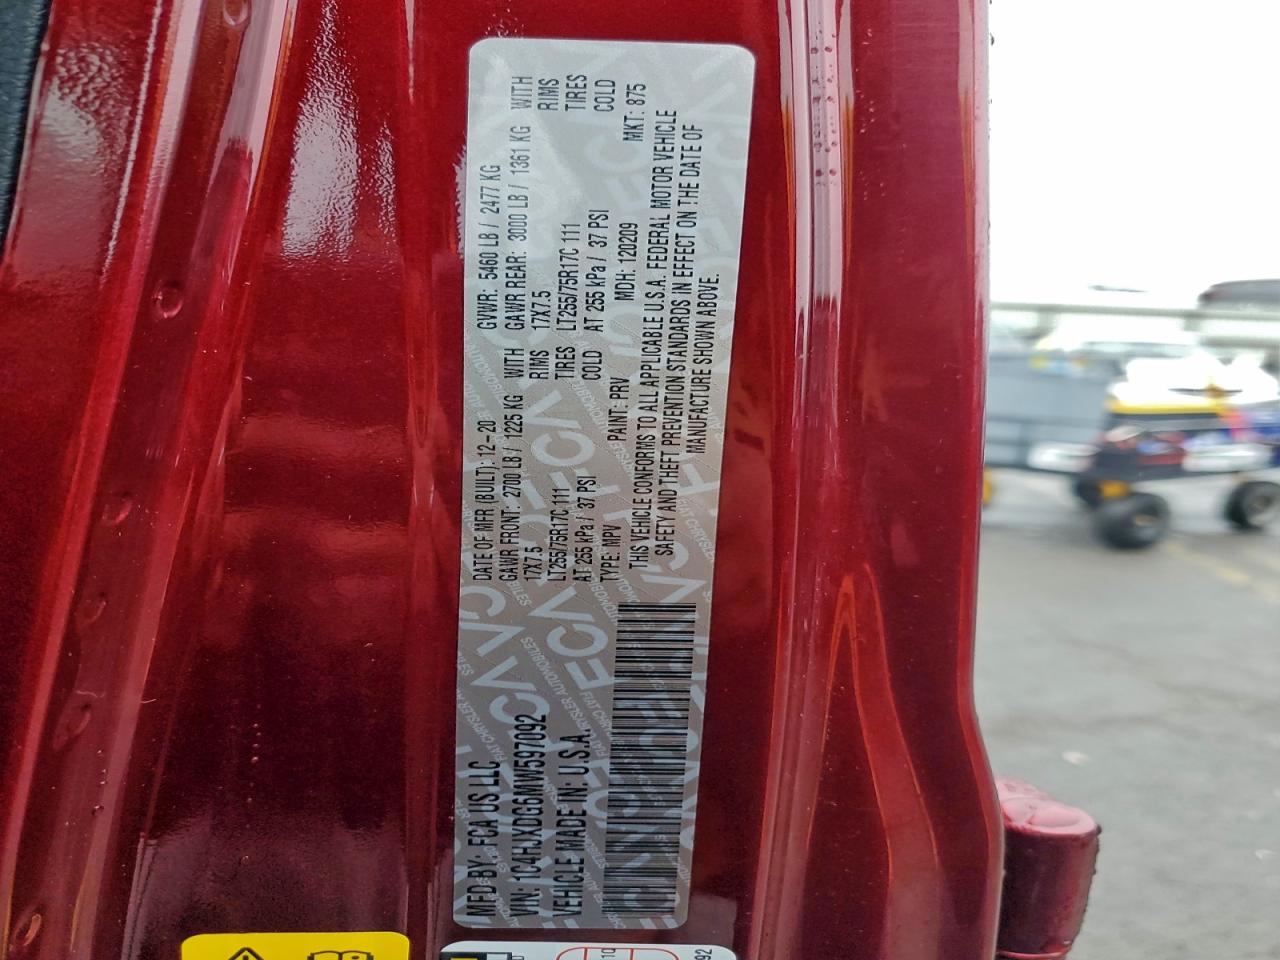 MFD BY: FCA US LLC
DATE OF MFR (BUILT): 12-20
GVWR: 5460 LB / 2477 KG
VIN: 1C4HJXDG6MW597092
GAWR FRONT: 2700 LB / 1225 KG WITH
GAWR REAR: 3000 LB / 1361 KG WITH
VEHICLE MADE IN: U.S.A.
17X7.5 RIMS
17X7.5 RIMS
LT255/75R17C 111 TIRES
LT255/75R17C 111 TIRES
AT 255 kPa / 37 PSI COLD
AT 255 kPa / 37 PSI COLD
TYPE: MPV PAINT: PRV MDH: 120209 MKT: 875
THIS VEHICLE CONFORMS TO ALL APPLICABLE U.S.A. FEDERAL MOTOR VEHICLE
SAFETY AND THEFT PREVENTION STANDARDS IN EFFECT ON THE DATE OF
MANUFACTURE SHOWN ABOVE.